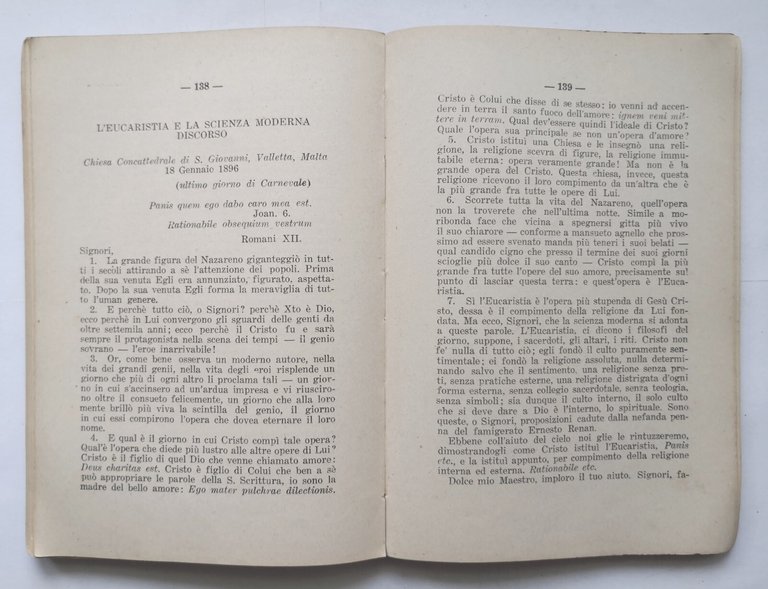 — 138 —
L'EUCARISTIA E LA SCIENZA MODERNA
DISCORSO
Chiesa Concattedrale di S. Giovanni, Valletta, Malta
18 Gennaio 1896
(ultimo giorno di Carnevale)
Panis quem ego dabo caro mea est.
Joan. 6.
Rationabile obsequium vestrum
Romani XII.
Signori,
1. La grande figura del Nazareno giganteggiò in tut-
ti i secoli attirando a sè l'attenzione dei popoli. Prima
della sua venuta Egli era annunziato, figurato, aspetta-
to. Dopo la sua venuta Egli forma la meraviglia di tut-
to l'uman genere.
2. E perchè tutto ciò, o Signori? perchè Xto è Dio,
ecco perchè in Lui convergono gli sguardi delle genti da
oltre settemila anni; ecco perchè il Cristo fu e sarà
sempre il protagonista nella scena dei tempi — il genio
sovrano — l'eroe inarrivabile!
3. Or, come bene osserva un moderno autore, nella
vita dei grandi genii, nella vita degli eroi risplende un
giorno che più di ogni altro li proclama tali — un gior-
no in cui s'accinsero ad un'ardua impresa e vi riusciro-
no oltre il consueto felicemente, un giorno che alla loro
mente brillò più viva la scintilla del genio, il giorno
in cui essi compirono l'opera che dovea eternare il loro
nome.
4. E qual è il giorno in cui Cristo compì tale opera?
Qual'è l'opera che diede più lustro alle altre opere di Lui?
Cristo è il figlio di quel Dio che venne chiamato amore:
Deus charitas est. Cristo è figlio di Colui che ben a sè
può appropriare le parole della S. Scrittura, io sono la
madre del bello amore: Ego mater pulchrae dilectionis.
— 139 —
Cristo è Colui che disse di se stesso: io venni ad accen-
dere in terra il santo fuoco dell'amore: ignem veni mit-
tere in terram. Qual dev'essere quindi l'ideale di Cristo?
Quale l'opera sua principale se non un'opera d'amore?
5. Cristo istituì una Chiesa e le insegnò una reli-
gione, la religione scevra di figure, la religione immu-
tabile eterna: opera veramente grande! Ma non è la
grande opera del Cristo. Questa chiesa, invece, questa
religione ricevono il loro compimento da un'altra che è
la più grande fra tutte le opere di Lui.
6. Scorrete tutta la vita del Nazareno, quell'opera
non la troverete che nell'ultima notte. Simile a mo-
ribonda face che vicina a spegnersi gitta più vivo
il suo chiarore — conforme a mansueto agnello che pros-
simo ad essere svenato manda più teneri i suoi belati —
qual candido cigno che presso il termine dei suoi giorni
scioglie più dolce il suo canto — Cristo compì la più
grande fra tutt'l'opere del suo amore, precisamente sul
punto di lasciar questa terra: e quest'opera è l'Euca-
ristia.
7. Sì l'Eucaristia è l'opera più stupenda di Gesù Cri-
sto, dessa è il compimento della religione da Lui fon-
data. Ma ecco, Signori, che la scienza moderna si adonta
a queste parole. L'Eucaristia, ci dicono i filosofi del
giorno, suppone, i sacerdoti, gli altari, i riti. Cristo non
fe' nulla di tutto ciò; egli fondò il culto puramente sen-
timentale; ei fondò la religione assoluta, nulla determi-
nando salvo che il sentimento, una religione senza pre-
ti, senza pratiche esterne, una religione distrigata d'ogni
forma esterna, senza collegio sacerdotale, senza teologia,
senza simboli; sia dunque il culto interno, il solo culto
che si deve dare a Dio è l'interno, lo spirituale. Sono
queste, o Signori, proposizioni cadute dalla nefanda pen-
na del famigerato Ernesto Renan.
Ebbene coll'aiuto del cielo noi glie le rintuzzeremo,
dimostrandogli come Cristo istituì l'Eucaristia, Panis
etc., e la istituì appunto, per compimento della religione
interna ed esterna. Rationabile etc.
Dolce mio Maestro, imploro il tuo aiuto. Signori, fa-